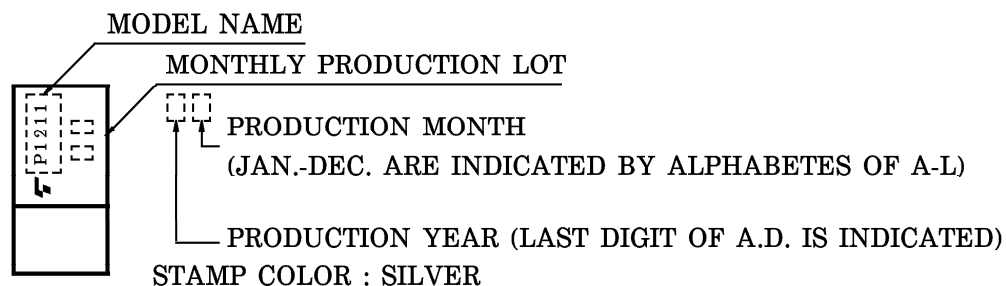 MODEL NAME
MONTHLY PRODUCTION LOT
P1211
PRODUCTION MONTH
(JAN.-DEC. ARE INDICATED BY ALPHABETES OF A-L)
PRODUCTION YEAR (LAST DIGIT OF A.D. IS INDICATED)
STAMP COLOR : SILVER